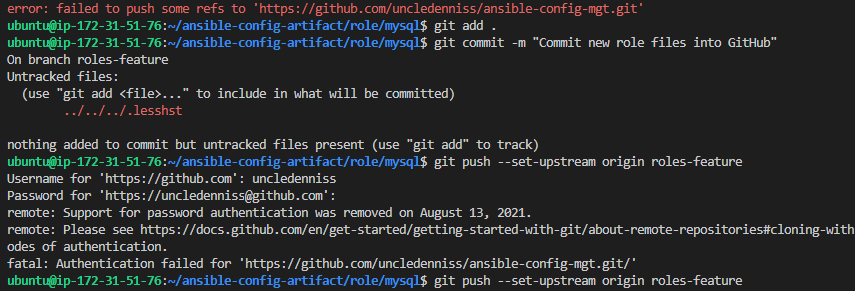 error: failed to push some refs to 'https://github.com/uncledenniss/ansible-config-mgt.git'
ubuntu@ip-172-31-51-76:~/ansible-config-artifact/role/mysql$ git add .
ubuntu@ip-172-31-51-76:~/ansible-config-artifact/role/mysql$ git commit -m "Commit new role files into GitHub"
On branch roles-feature
Untracked files:
  (use "git add <file>..." to include in what will be committed)
        ../../../.lesshst

nothing added to commit but untracked files present (use "git add" to track)
ubuntu@ip-172-31-51-76:~/ansible-config-artifact/role/mysql$ git push --set-upstream origin roles-feature
Username for 'https://github.com': uncledenniss
Password for 'https://uncledenniss@github.com':
remote: Support for password authentication was removed on August 13, 2021.
remote: Please see https://docs.github.com/en/get-started/getting-started-with-git/about-remote-repositories#cloning-with
odes of authentication.
fatal: Authentication failed for 'https://github.com/uncledenniss/ansible-config-mgt.git/'
ubuntu@ip-172-31-51-76:~/ansible-config-artifact/role/mysql$ git push --set-upstream origin roles-feature